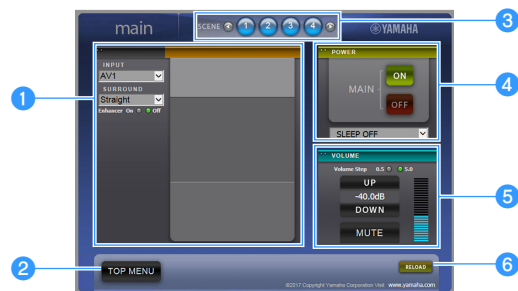 main
SCENE 1 2 3 4
YAMAHA
3
INPUT
AV1
SURROUND
Straight
Enhancer On Off
1
POWER
MAIN
ON
OFF
SLEEP OFF
4
VOLUME
Volume Step 0.5 5.0
UP
-40.0dB
DOWN
MUTE
5
2
TOP MENU
RELOAD
6
©2017 Copyright Yamaha Corporation Visit www.yamaha.com